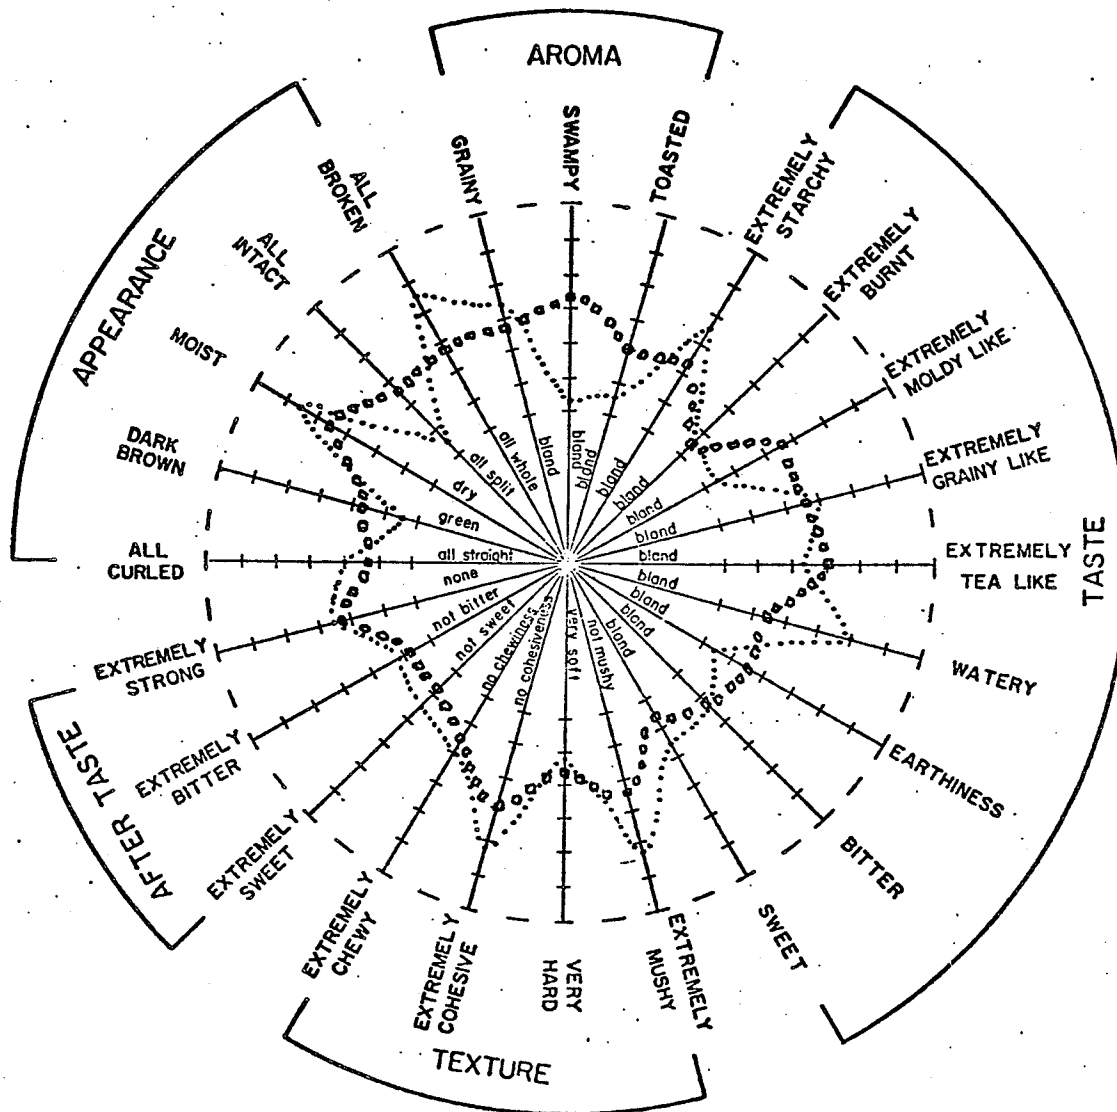 AROMA
SWAMPY
TOASTED
GRAINY
ALL
BROKEN
ALL
INTACT
MOIST
DARK
BROWN
ALL
CURLED
APPEARANCE
EXTREMELY
STARCHY
EXTREMELY
BURNT
EXTREMELY
MOLDY LIKE
EXTREMELY
GRAINY LIKE
EXTREMELY
TEA LIKE
WATERY
EARTHINESS
BITTER
SWEET
TASTE
EXTREMELY
MUSHY
VERY
HARD
EXTREMELY
COHESIVE
EXTREMELY
CHEWY
TEXTURE
EXTREMELY
SWEET
EXTREMELY
BITTER
EXTREMELY
STRONG
AFTER TASTE
bland
bland
bland
bland
bland
bland
bland
bland
bland
bland
bland
not mushy
very soft
no cohesiveness
no chewiness
not sweet
not bitter
none
all straight
green
dry
all split
all whole
bland